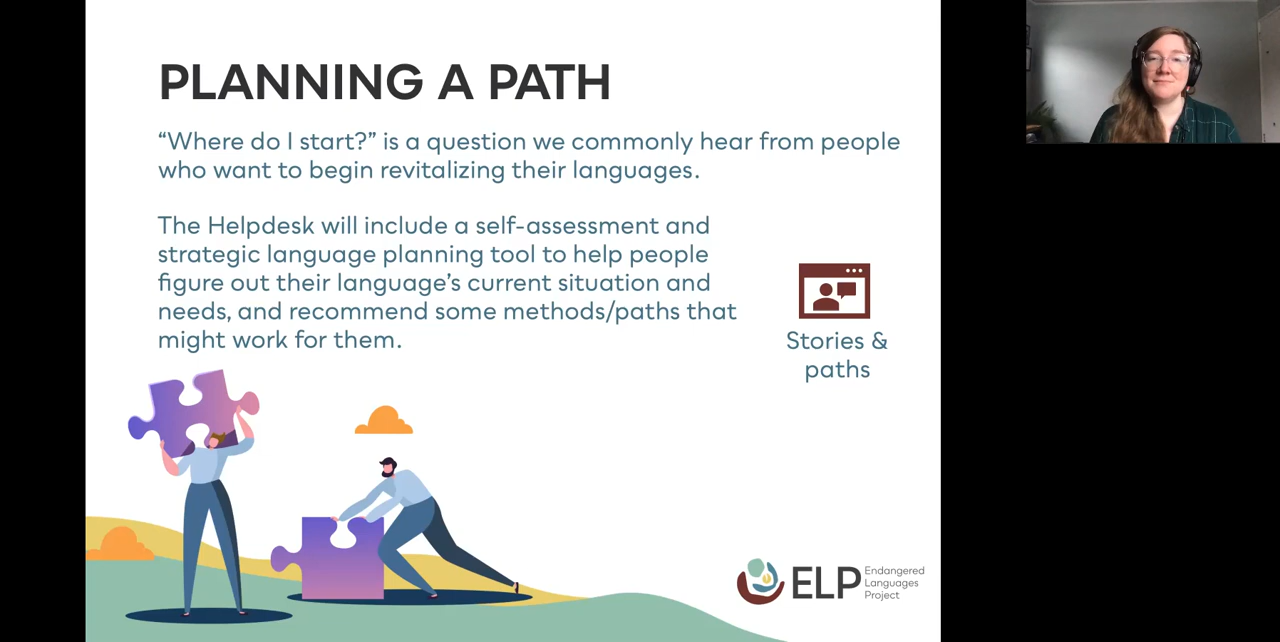 PLANNING A PATH
“Where do I start?” is a question we commonly hear from people
who want to begin revitalizing their languages.
The Helpdesk will include a self-assessment and
strategic language planning tool to help people
figure out their language’s current situation and
needs, and recommend some methods/paths that
might work for them.
Stories &
paths
ELP
Endangered
Languages
Project